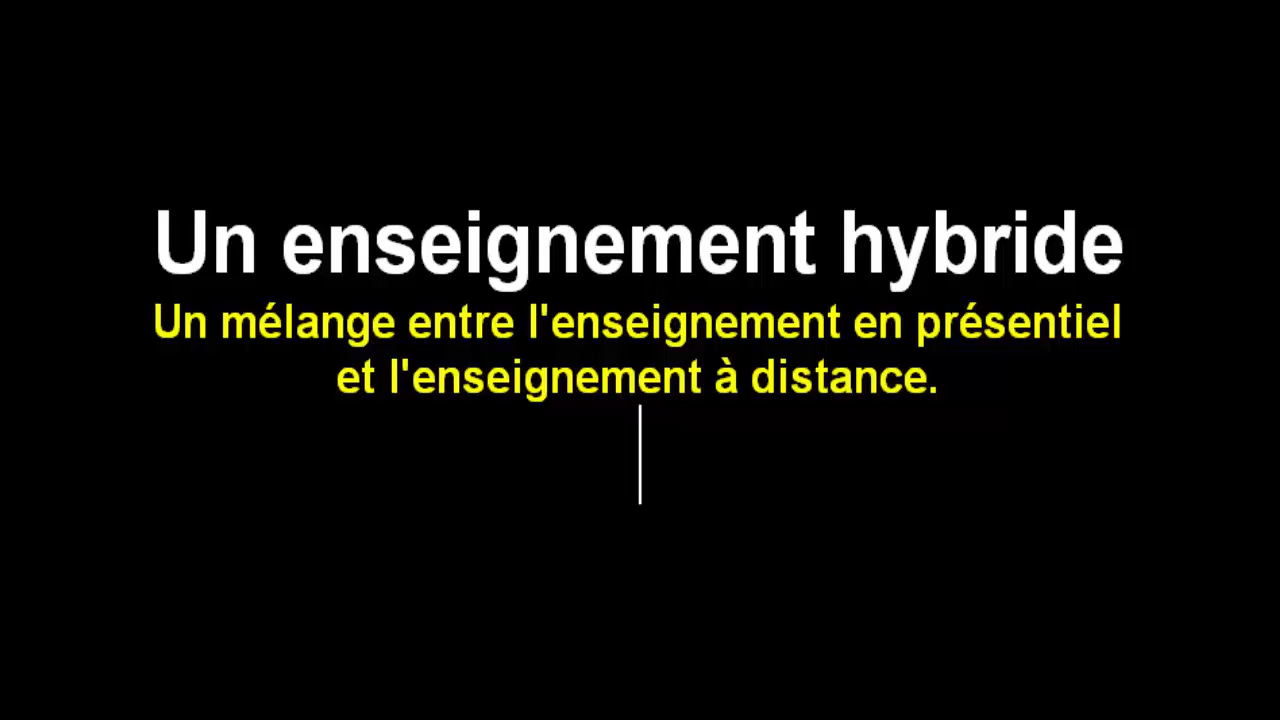 Un enseignement hybride
Un mélange entre l'enseignement en présentiel
et l'enseignement à distance.